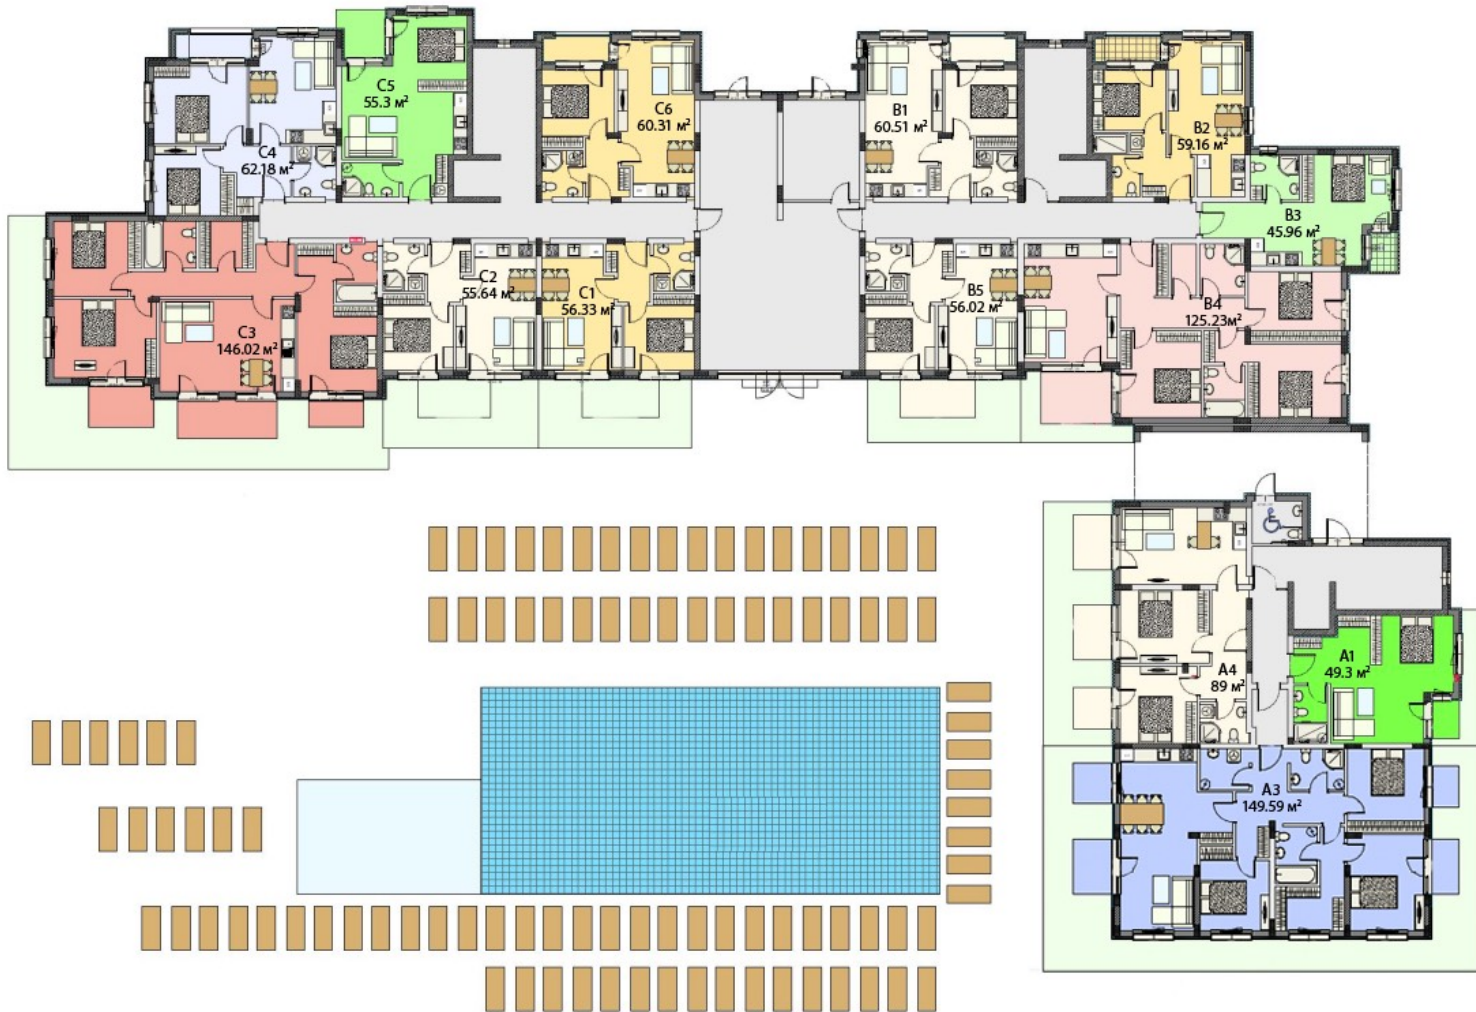 C5
55.3 м²
C6
60.31 м²
B1
60.51 м²
B2
59.16 м²
C4
62.18 м²
B3
45.96 м²
C2
55.64 м²
C1
56.33 м²
B5
56.02 м²
B4
125.23м²
C3
146.02 м²
A1
49.3 м²
A4
89 м²
A3
149.59 м²